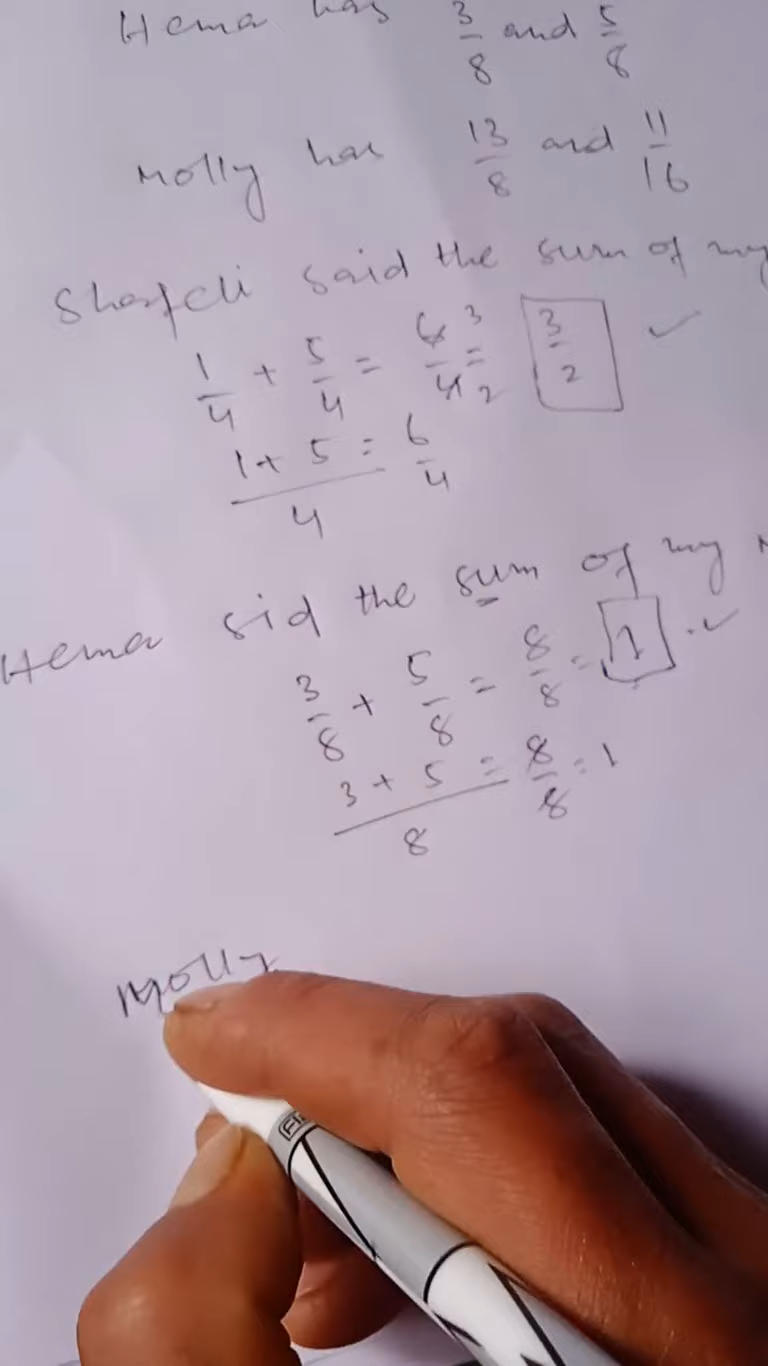 Hema has 3/8 and 5/8
Molly has 13/8 and 11/16
said the sum of my
1/4 + 5/4 = 6/4 = 3/2 3/2 ✓
1 + 5 / 4 = 6/4
Hema sid the sum of my
3/8 + 5/8 = 8/8 = 1 ✓
3 + 5 / 8 = 8/8 = 1
Molly